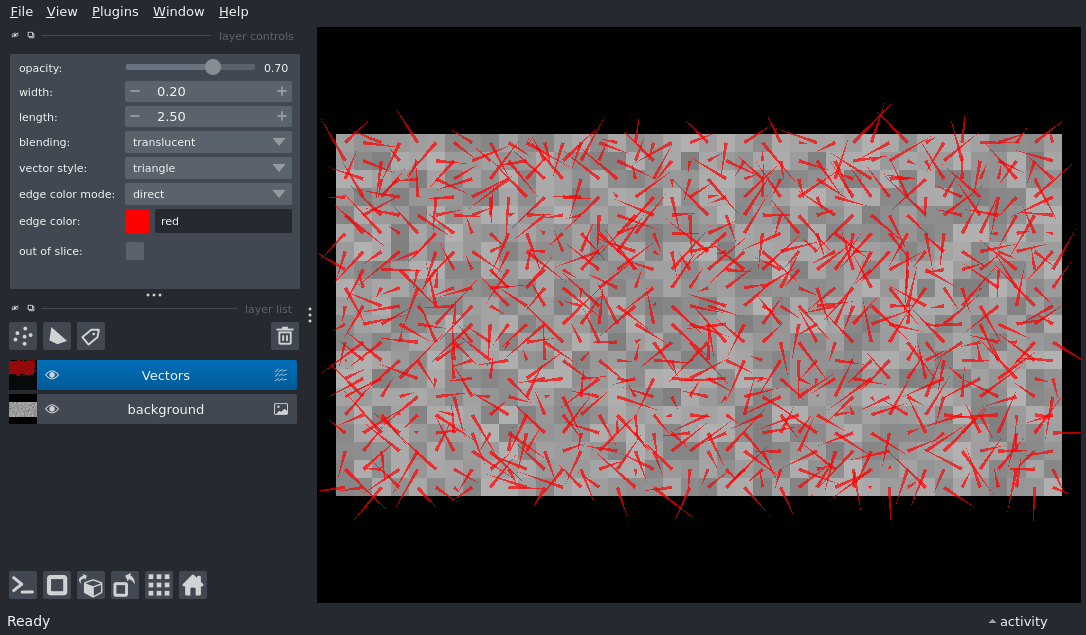 File View Plugins Window Help
layer controls
opacity: 0.70
width: − 0.20 +
length: − 2.50 +
blending: translucent
vector style: triangle
edge color mode: direct
edge color: red
out of slice:
layer list
Vectors
background
Ready
activity